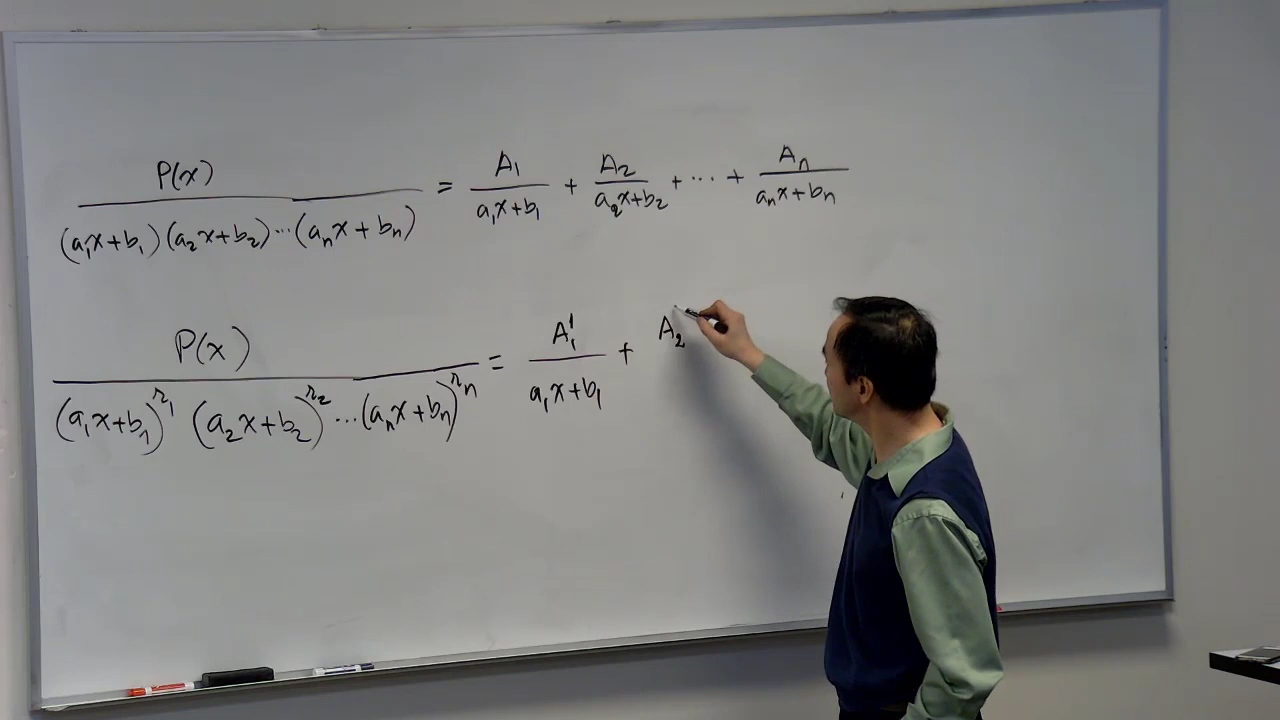 P(x) / (a₁x+b₁)(a₂x+b₂)⋯(aₙx+bₙ) = A₁ / a₁x+b₁ + A₂ / a₂x+b₂ + ⋯ + Aₙ / aₙx+bₙ
P(x) / (a₁x+b₁)^r₁ (a₂x+b₂)^r₂ ⋯(aₙx+bₙ)^rₙ = A₁¹ / a₁x+b₁ + A₂